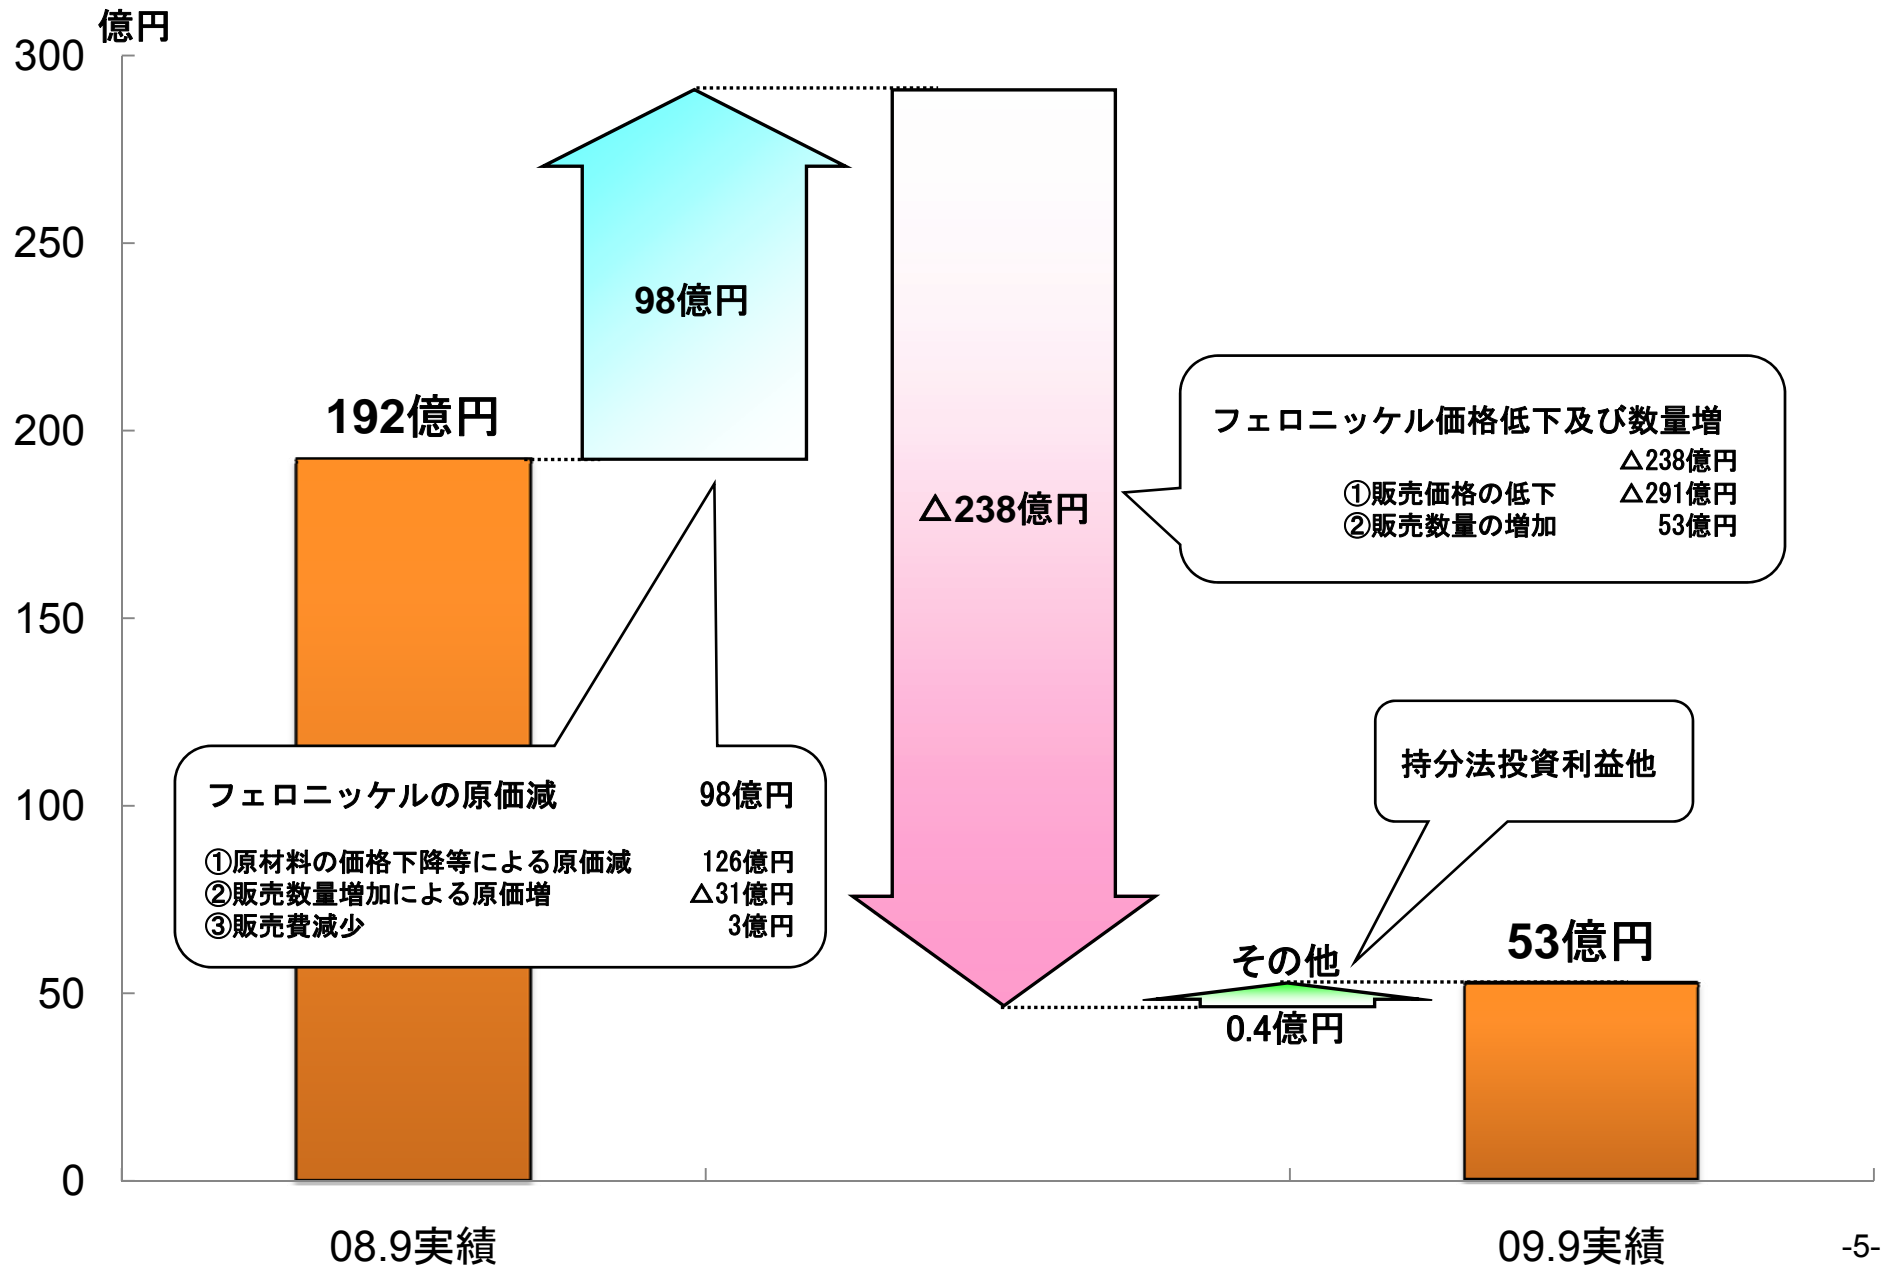 億円
300
250
200
150
100
50
0
98億円
192億円
△238億円
フェロニッケル価格低下及び数量増
△238億円
①販売価格の低下 △291億円
②販売数量の増加 53億円
フェロニッケルの原価減 98億円
①原材料の価格下降等による原価減 126億円
②販売数量増加による原価増 △31億円
③販売費減少 3億円
持分法投資利益他
その他
0.4億円
53億円
08.9実績
09.9実績
-5-